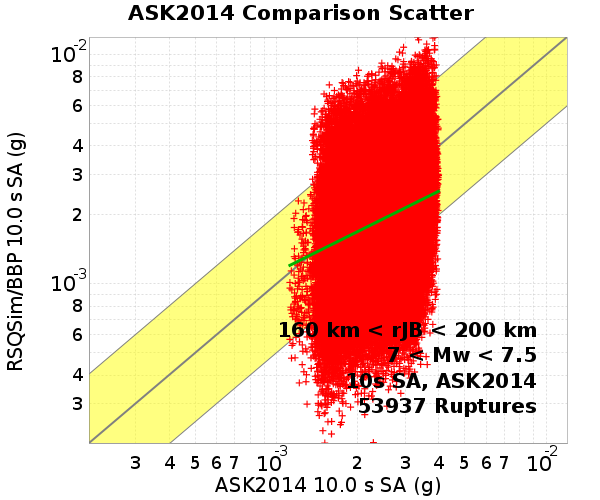 ASK2014 Comparison Scatter
RSQSim/BBP 10.0 s SA (g)
10-2
8
6
4
3
2
10-3
8
6
4
3
160 km < rJB < 200 km
7 < Mw < 7.5
10s SA, ASK2014
53937 Ruptures
3 4 5 6 7 10-3 2 3 4 5 6 7 10-2
ASK2014 10.0 s SA (g)